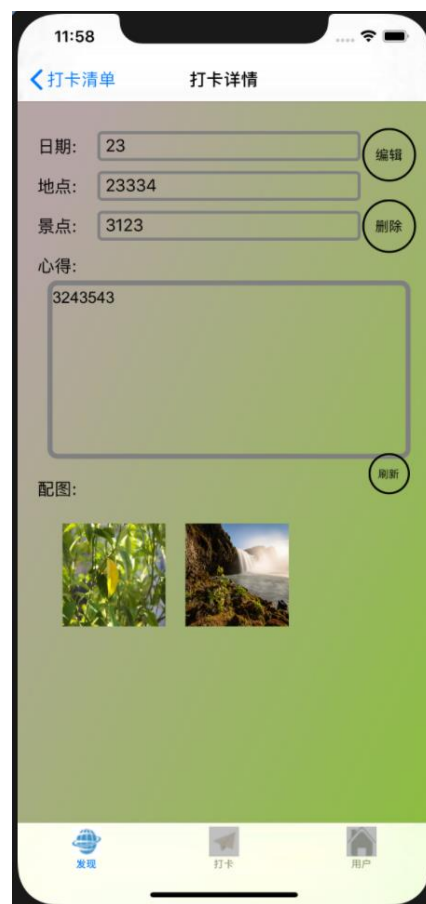 11:58
打卡清单 打卡详情
日期: 23 编辑
地点: 23334
景点: 3123 删除
心得:
3243543
刷新
配图:
发现 打卡 用户